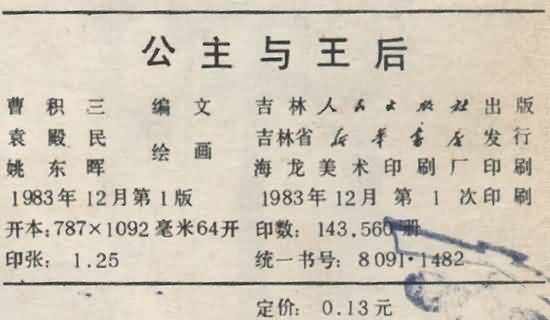 公主与王后
曹积三 编文
袁殿民
姚东晖 绘画
1983年12月第1版
开本:787×1092毫米64开
印张:1.25
吉林人民出版社出版
吉林省新华书店发行
海龙美术印刷厂印刷
1983年12月 第1次印刷
印数:143,560册
统一书号:8091·1482
定价:0.13元